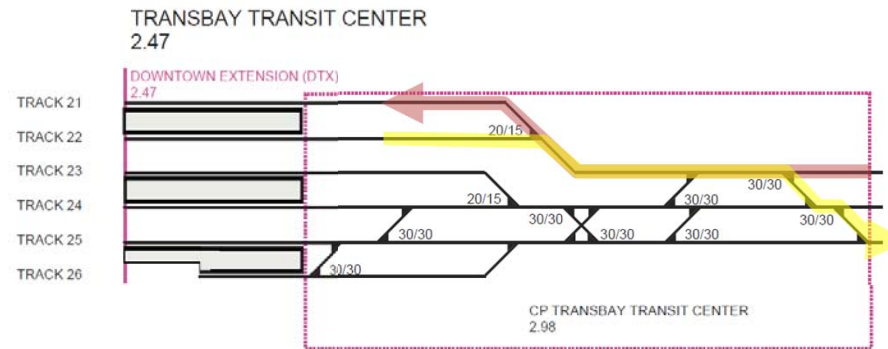 TRANSBAY TRANSIT CENTER
2.47
DOWNTOWN EXTENSION (DTX)
2.47
TRACK 21
TRACK 22
20/15
TRACK 23
30/30
TRACK 24
20/15
30/30
30/30
30/30
TRACK 25
30/30
30/30
30/30
TRACK 26
30/30
CP TRANSBAY TRANSIT CENTER
2.98